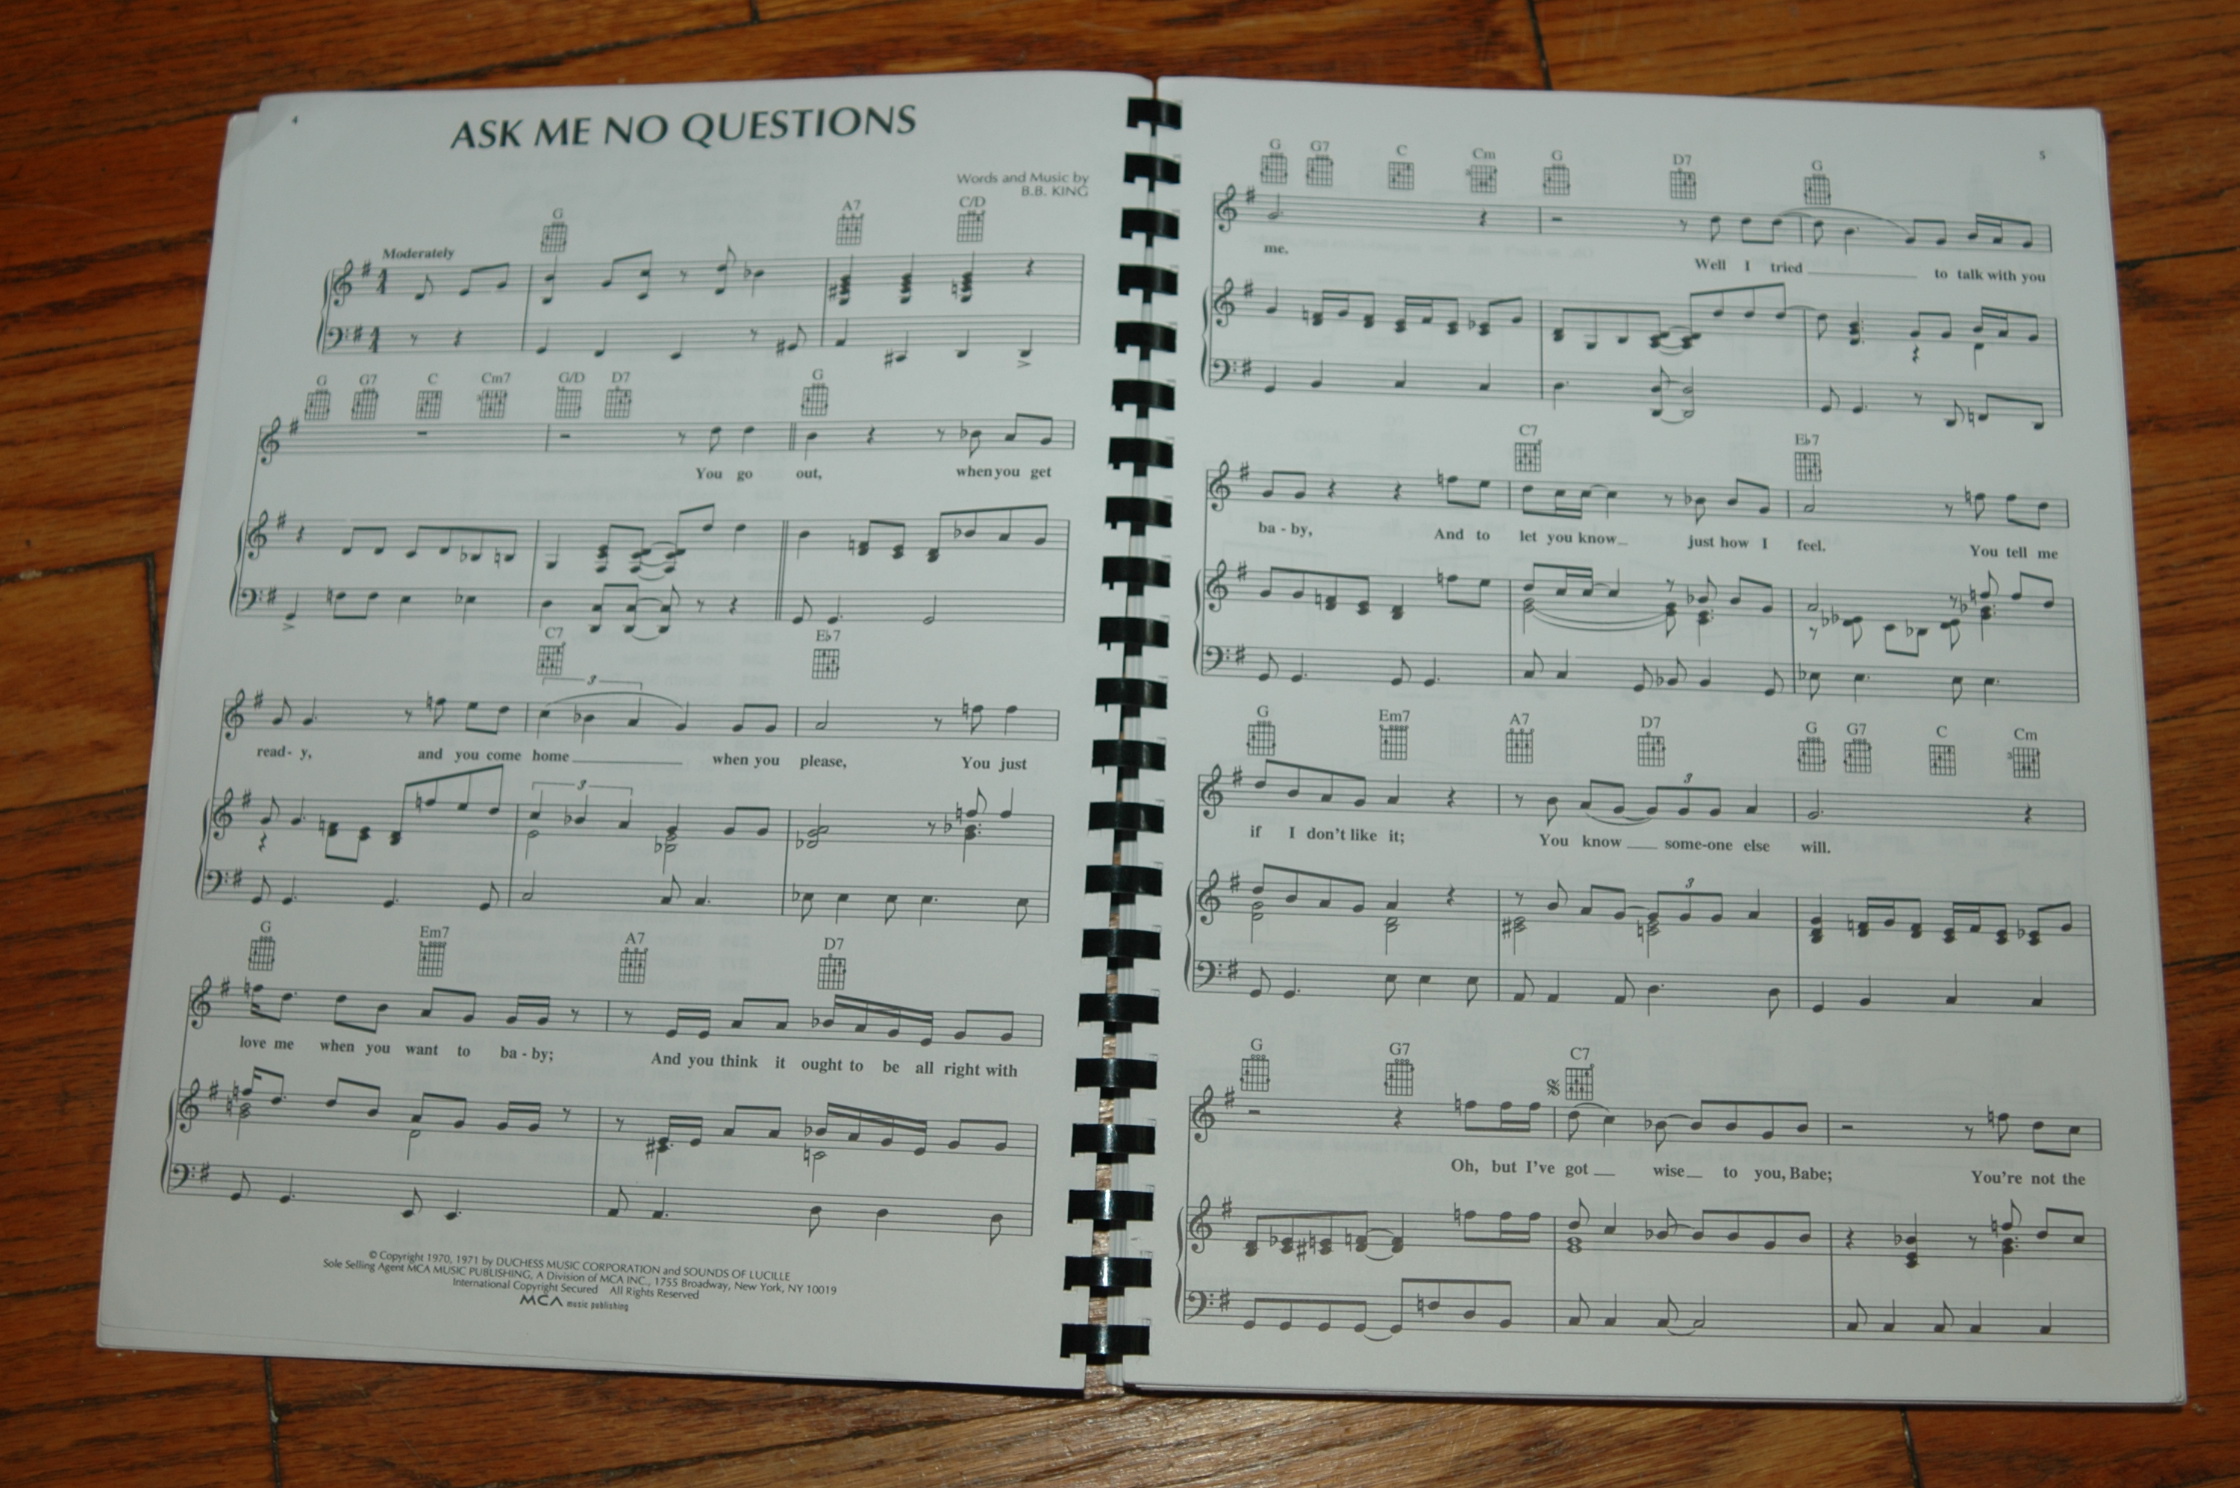 4
ASK ME NO QUESTIONS
Words and Music by
B.B. KING
G A7 C/D
Moderately
G G7 C Cm7 G/D D7 G
You go out, when you get
C7 E♭7
3
read - y, and you come home when you please, You just
3
G Em7 A7 D7
love me when you want to ba - by; And you think it ought to be all right with
© Copyright 1970, 1971 by DUCHESS MUSIC CORPORATION and SOUNDS OF LUCILLE
Sole Selling Agent MCA MUSIC PUBLISHING, A Division of MCA INC., 1755 Broadway, New York, NY 10019
International Copyright Secured All Rights Reserved
MCA music publishing
5
G G7 C Cm G D7 G
me. Well I tried to talk with you
C7 E♭7
ba - by, And to let you know just how I feel. You tell me
G Em7 A7 D7 G G7 C Cm
3
if I don't like it; You know some-one else will.
3
G G7 C7
Oh, but I've got wise to you, Babe; You're not the